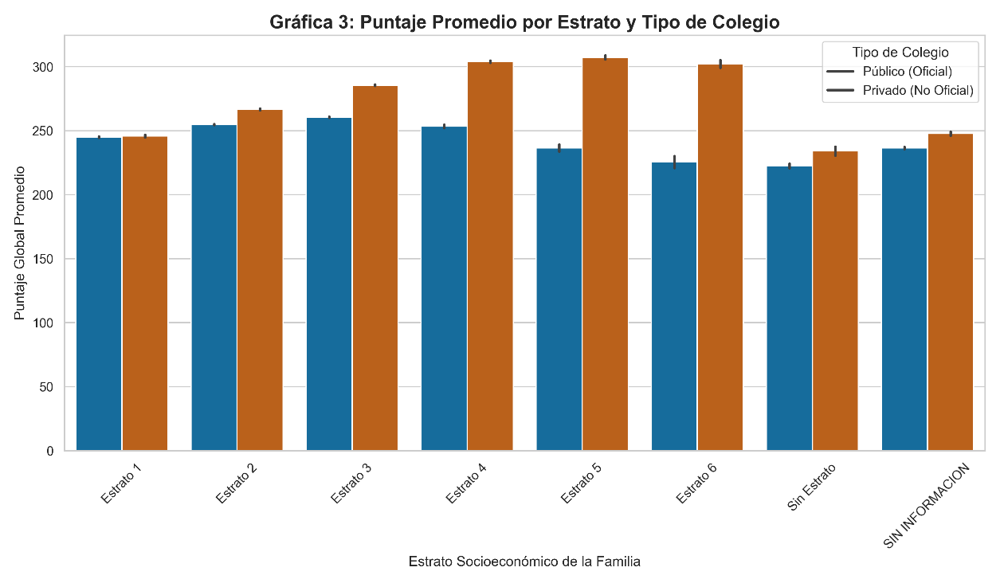 Gráfica 3: Puntaje Promedio por Estrato y Tipo de Colegio
Tipo de Colegio
Público (Oficial)
Privado (No Oficial)
Puntaje Global Promedio
300
250
200
150
100
50
0
Estrato 1
Estrato 2
Estrato 3
Estrato 4
Estrato 5
Estrato 6
Sin Estrato
SIN INFORMACION
Estrato Socioeconómico de la Familia